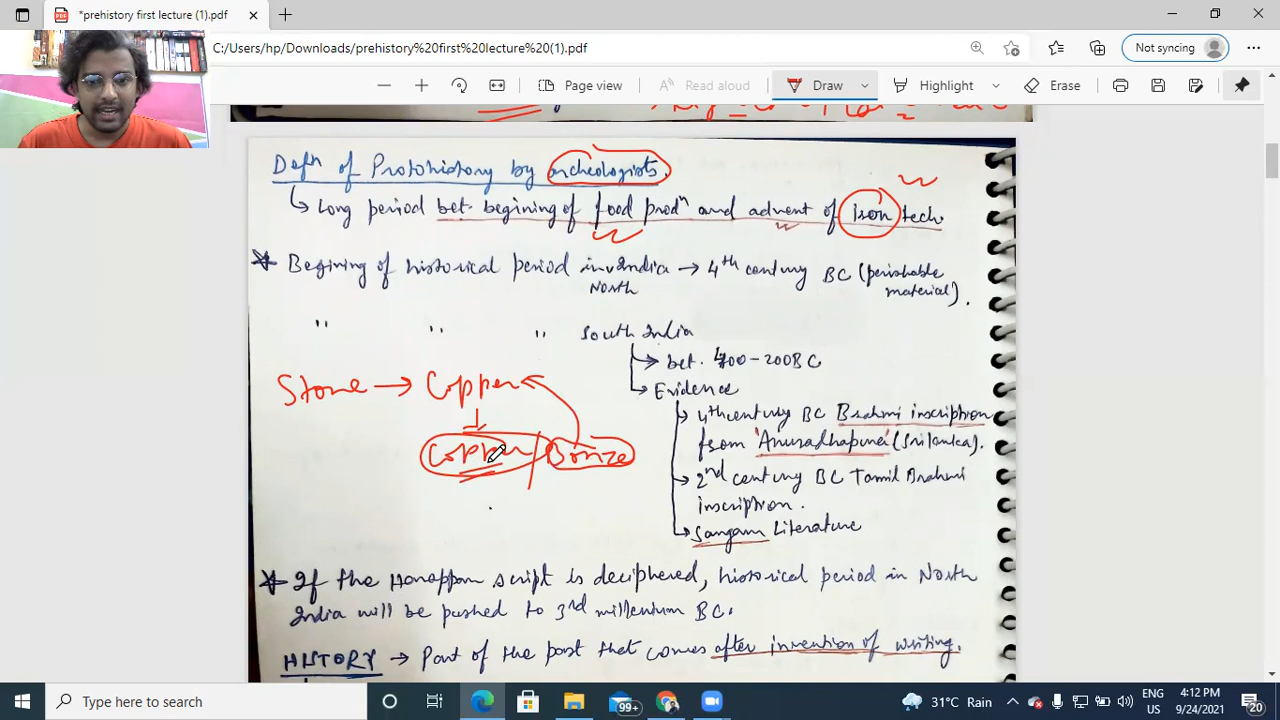 *prehistory first lecture (1).pdf
C:/Users/hp/Downloads/prehistory%20first%20lecture%20(1).pdf
Not syncing
Page view
Read aloud
Draw
Highlight
Erase
Defn of Protohistory by archeologists.
Long period bet. begining of food prodn and advent of Iron tech
Begining of historical period in India → 4th century BC (perishable material).
North
" " " South India
bet. 400-200BC
Stone → Copper
Evidence
Copper / Bronze
4th century BC Brahmi inscription
from 'Anuradhapura' (Srilanka).
2nd century BC Tamil Brahmi
inscription.
Sangam Literature
If the Harappan script is deciphered, historical period in North
India will be pushed to 3rd millenium BC.
HISTORY → Part of the past that comes after invention of writing.
Type here to search
99+
31°C Rain
ENG
US
4:12 PM
9/24/2021
20